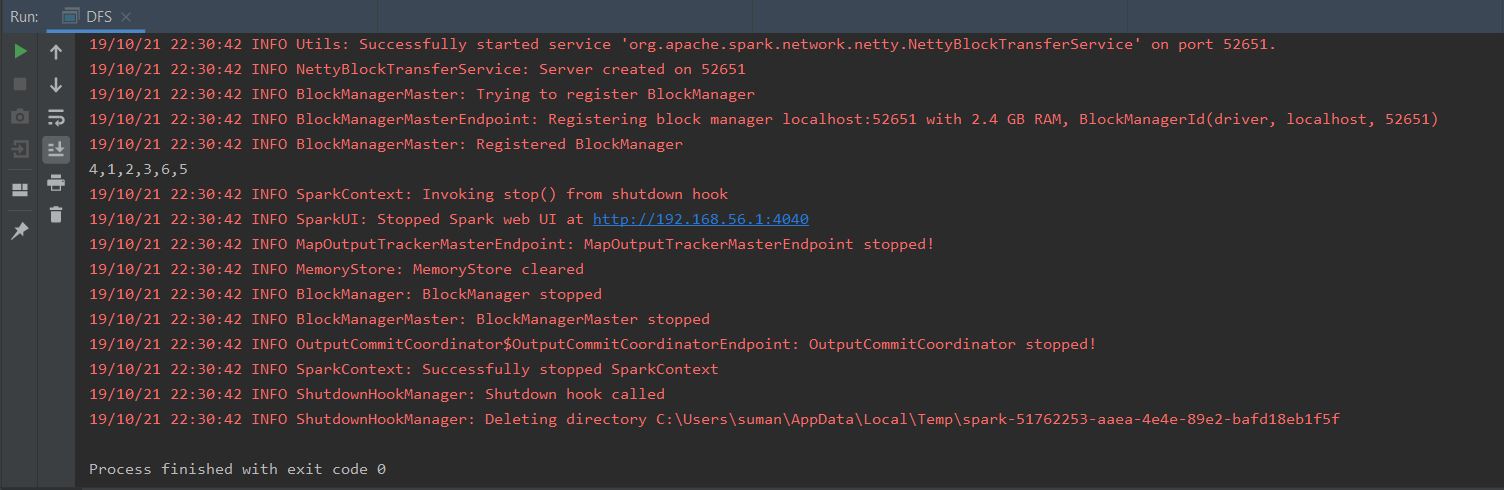 Run: DFS
19/10/21 22:30:42 INFO Utils: Successfully started service 'org.apache.spark.network.netty.NettyBlockTransferService' on port 52651.
19/10/21 22:30:42 INFO NettyBlockTransferService: Server created on 52651
19/10/21 22:30:42 INFO BlockManagerMaster: Trying to register BlockManager
19/10/21 22:30:42 INFO BlockManagerMasterEndpoint: Registering block manager localhost:52651 with 2.4 GB RAM, BlockManagerId(driver, localhost, 52651)
19/10/21 22:30:42 INFO BlockManagerMaster: Registered BlockManager
4,1,2,3,6,5
19/10/21 22:30:42 INFO SparkContext: Invoking stop() from shutdown hook
19/10/21 22:30:42 INFO SparkUI: Stopped Spark web UI at http://192.168.56.1:4040
19/10/21 22:30:42 INFO MapOutputTrackerMasterEndpoint: MapOutputTrackerMasterEndpoint stopped!
19/10/21 22:30:42 INFO MemoryStore: MemoryStore cleared
19/10/21 22:30:42 INFO BlockManager: BlockManager stopped
19/10/21 22:30:42 INFO BlockManagerMaster: BlockManagerMaster stopped
19/10/21 22:30:42 INFO OutputCommitCoordinator$OutputCommitCoordinatorEndpoint: OutputCommitCoordinator stopped!
19/10/21 22:30:42 INFO SparkContext: Successfully stopped SparkContext
19/10/21 22:30:42 INFO ShutdownHookManager: Shutdown hook called
19/10/21 22:30:42 INFO ShutdownHookManager: Deleting directory C:\Users\suman\AppData\Local\Temp\spark-51762253-aaea-4e4e-89e2-bafd18eb1f5f
Process finished with exit code 0